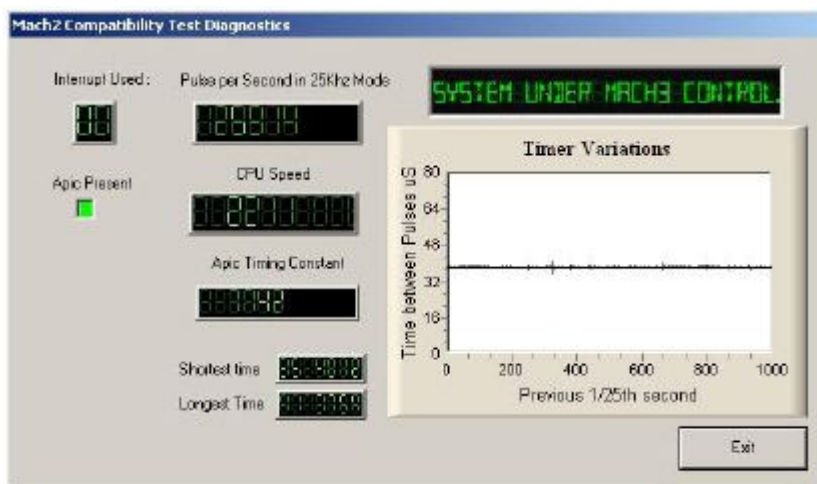 Mach2 Compatibility Test Diagnostics
Interrupt Used :
Pulse per Second in 25Khz Mode
SYSTEM UNDER MACH3 CONTROL.
Apic Present
CPU Speed
Apic Timing Constant
Shortest time
Longest Time
Timer Variations
Time between Pulses uS
80
64
48
32
16
0
0 200 400 600 800 1000
Previous 1/25th second
Exit